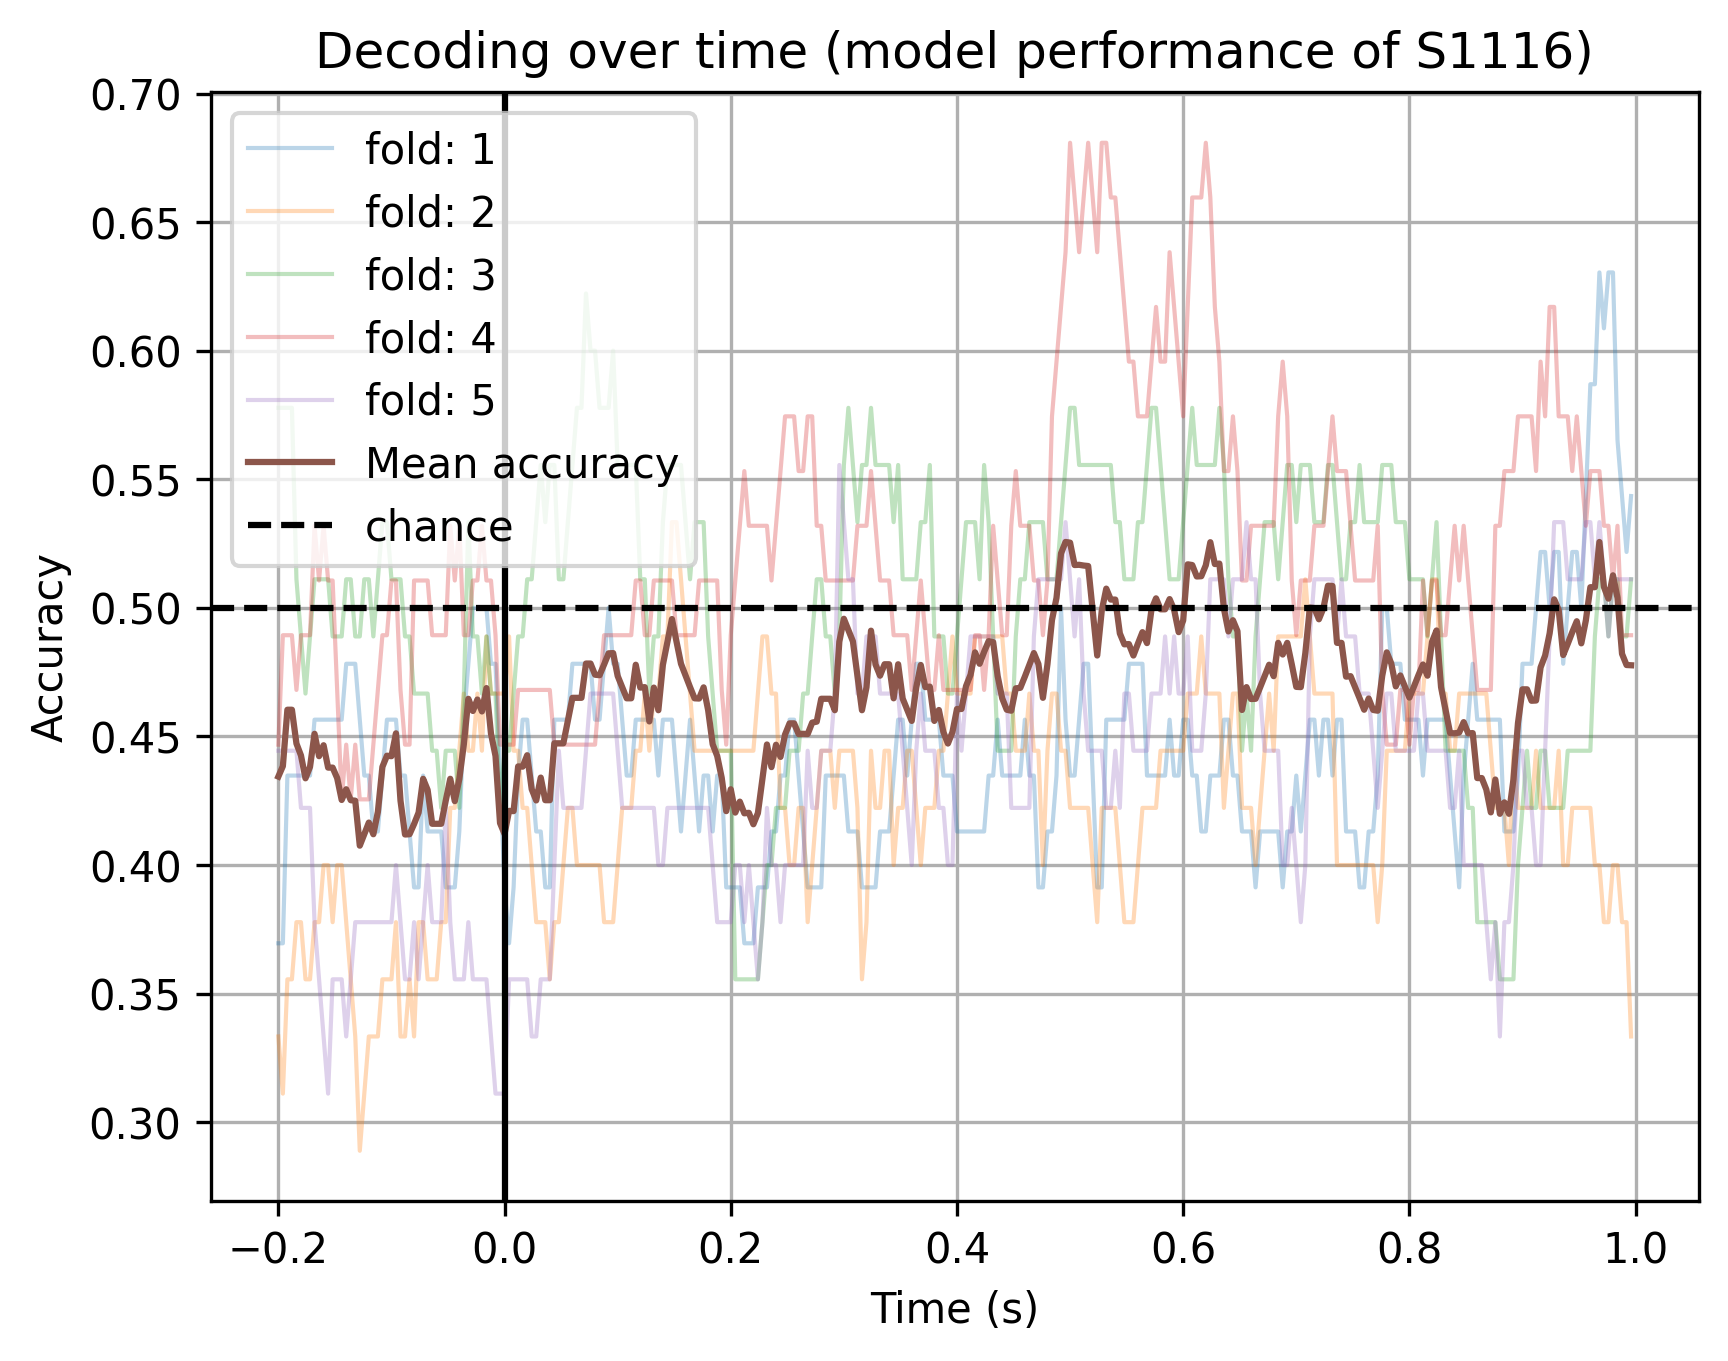 Decoding over time (model performance of S1116)
0.70
0.65
0.60
0.55
0.50
0.45
0.40
0.35
0.30
Accuracy
fold: 1
fold: 2
fold: 3
fold: 4
fold: 5
Mean accuracy
chance
−0.2 0.0 0.2 0.4 0.6 0.8 1.0
Time (s)